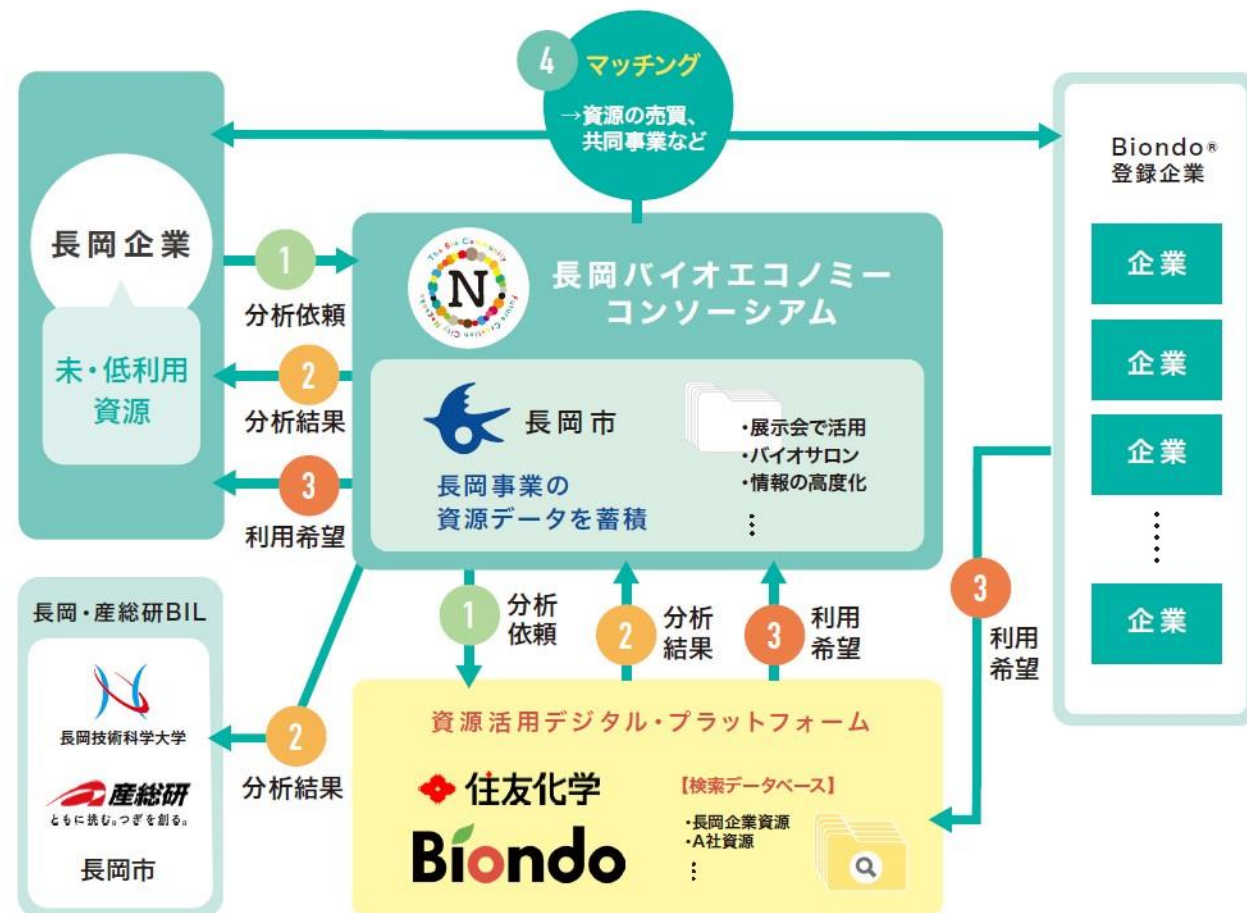 4
マッチング
→資源の売買、
共同事業など
長岡企業
未・低利用
資源
1
分析依頼
2
分析結果
3
利用希望
The Bio Community
N
Future Creation City Nagaoka
長岡バイオエコノミー
コンソーシアム
長岡市
長岡事業の
資源データを蓄積
・展示会で活用
・バイオサロン
・情報の高度化
⋮
Biondo®
登録企業
企業
企業
企業
⋮
企業
3
利用
希望
1
分析
依頼
2
分析
結果
3
利用
希望
長岡・産総研BIL
長岡技術科学大学
産総研
ともに挑む。つぎを創る。
長岡市
2
分析結果
資源活用デジタル・プラットフォーム
住友化学
Biondo
【検索データベース】
・長岡企業資源
・A社資源
⋮